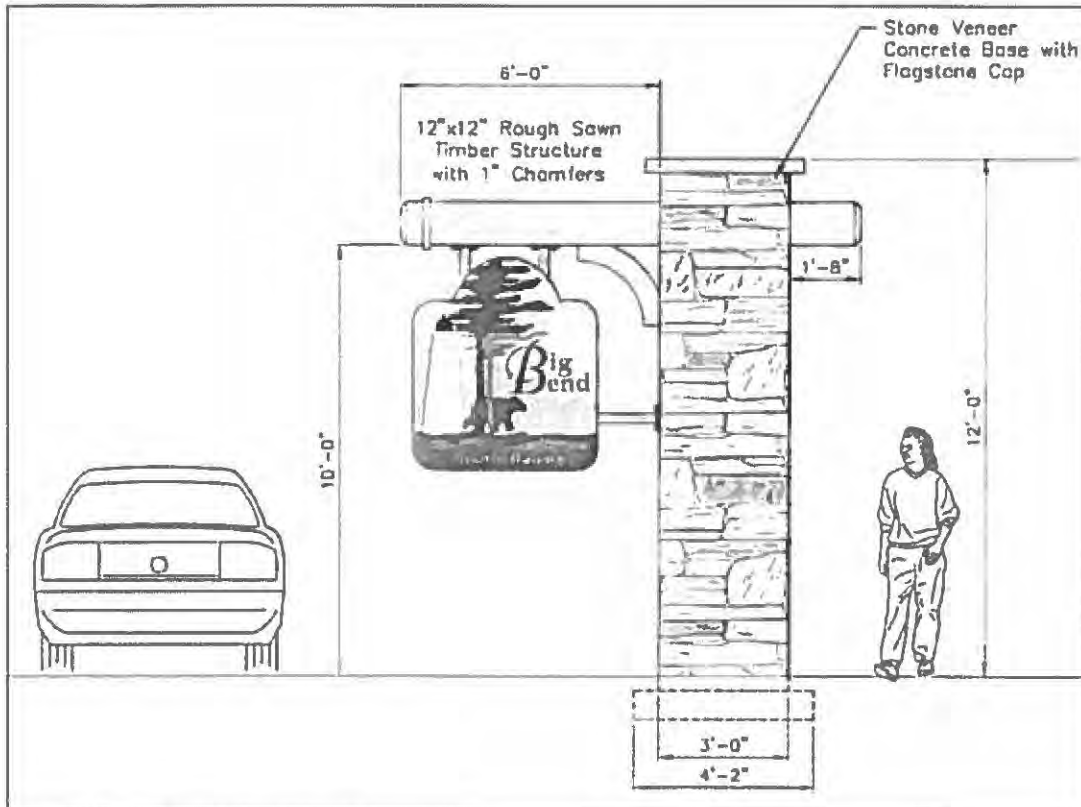 Stone Veneer
Concrete Base with
Flagstone Cap
6'-0"
12"x12" Rough Sawn
Timber Structure
with 1" Chamfers
1'-8"
Big
Bend
10'-0"
12'-0"
3'-0"
4'-2"